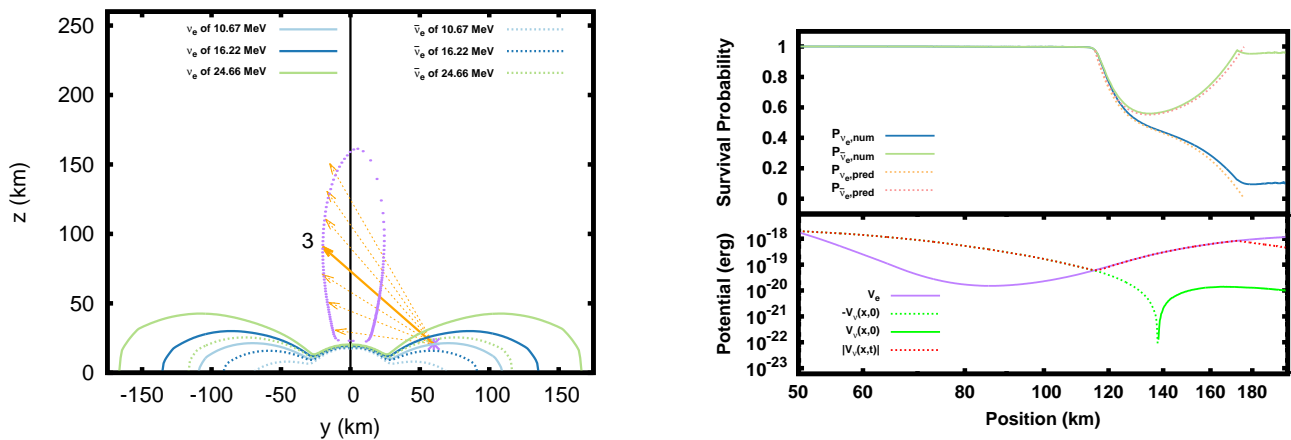 ν_e of 10.67 MeV
ν_e of 16.22 MeV
ν_e of 24.66 MeV
ν̄_e of 10.67 MeV
ν̄_e of 16.22 MeV
ν̄_e of 24.66 MeV
250
200
150
100
50
0
z (km)
3
-150 -100 -50 0 50 100 150
y (km)
Survival Probability
1
0.8
0.6
0.4
0.2
0
P_νe,num
P_ν̄e,num
P_νe,pred
P_ν̄e,pred
Potential (erg)
10^-18
10^-19
10^-20
10^-21
10^-22
10^-23
V_e
-V_ν(x,0)
V_ν(x,0)
|V_ν(x,t)|
50 60 80 100 120 140 160 180
Position (km)